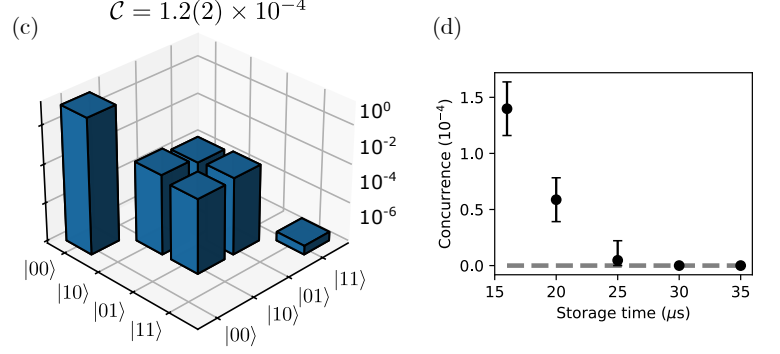 (c)
𝒞 = 1.2(2) × 10⁻⁴
10⁰
10⁻²
10⁻⁴
10⁻⁶
|00⟩
|10⟩
|01⟩
|11⟩
|00⟩
|10⟩
|01⟩
|11⟩
(d)
Concurrence (10⁻⁴)
1.5
1.0
0.5
0.0
15 20 25 30 35
Storage time (μs)